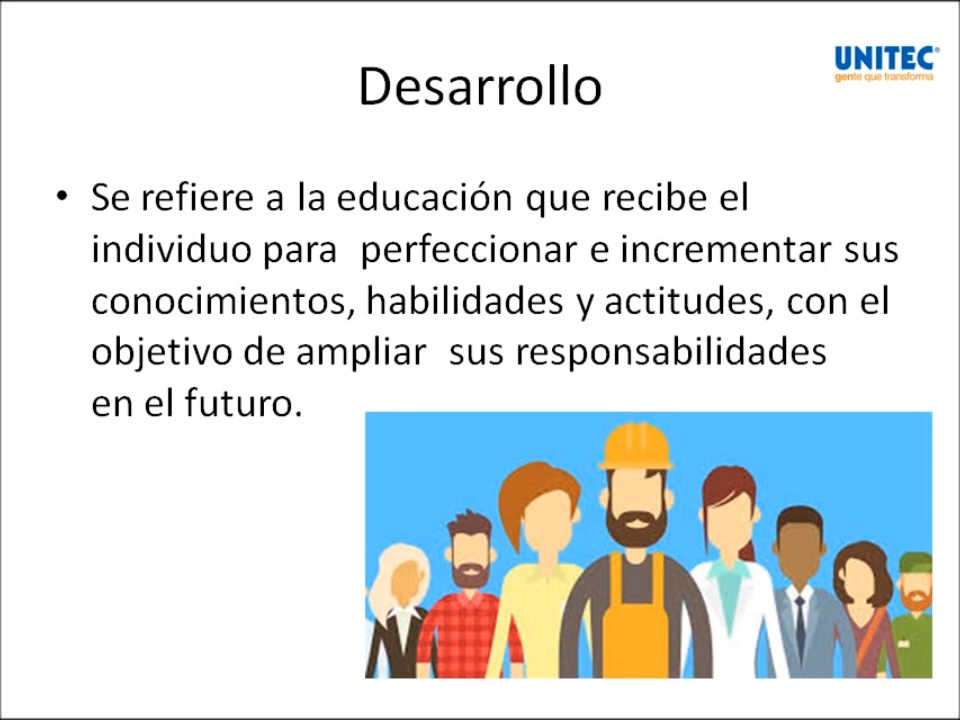 UNITEC®
gente que transforma
Desarrollo
• Se refiere a la educación que recibe el
individuo para  perfeccionar e incrementar sus
conocimientos, habilidades y actitudes, con el
objetivo de ampliar  sus responsabilidades
en el futuro.